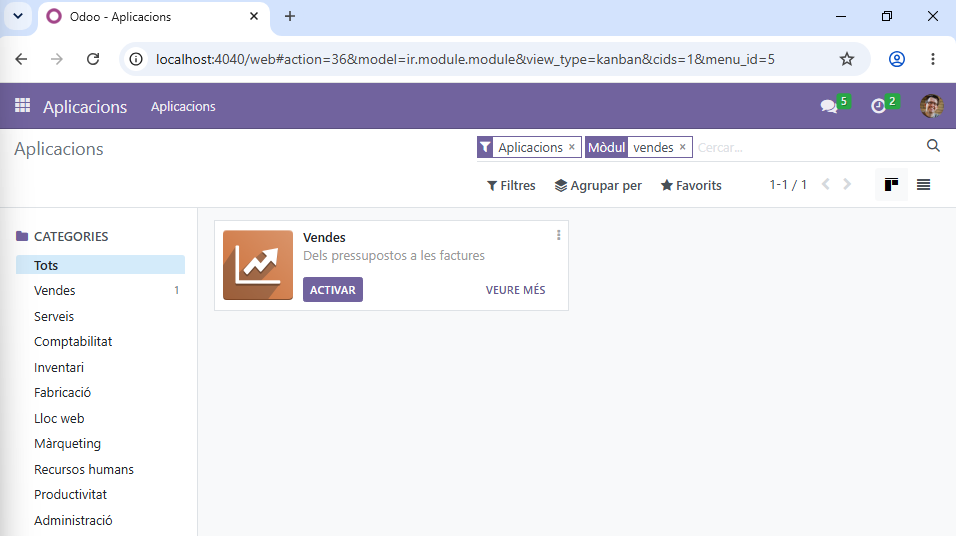 Odoo - Aplicacions
localhost:4040/web#action=36&model=ir.module.module&view_type=kanban&cids=1&menu_id=5
Aplicacions Aplicacions 5 2
Aplicacions Aplicacions × Mòdul vendes × Cercar...
Filtres Agrupar per Favorits 1-1 / 1
CATEGORIES
Tots
Vendes 1
Serveis
Comptabilitat
Inventari
Fabricació
Lloc web
Màrqueting
Recursos humans
Productivitat
Administració
Vendes
Dels pressupostos a les factures
ACTIVAR VEURE MÉS